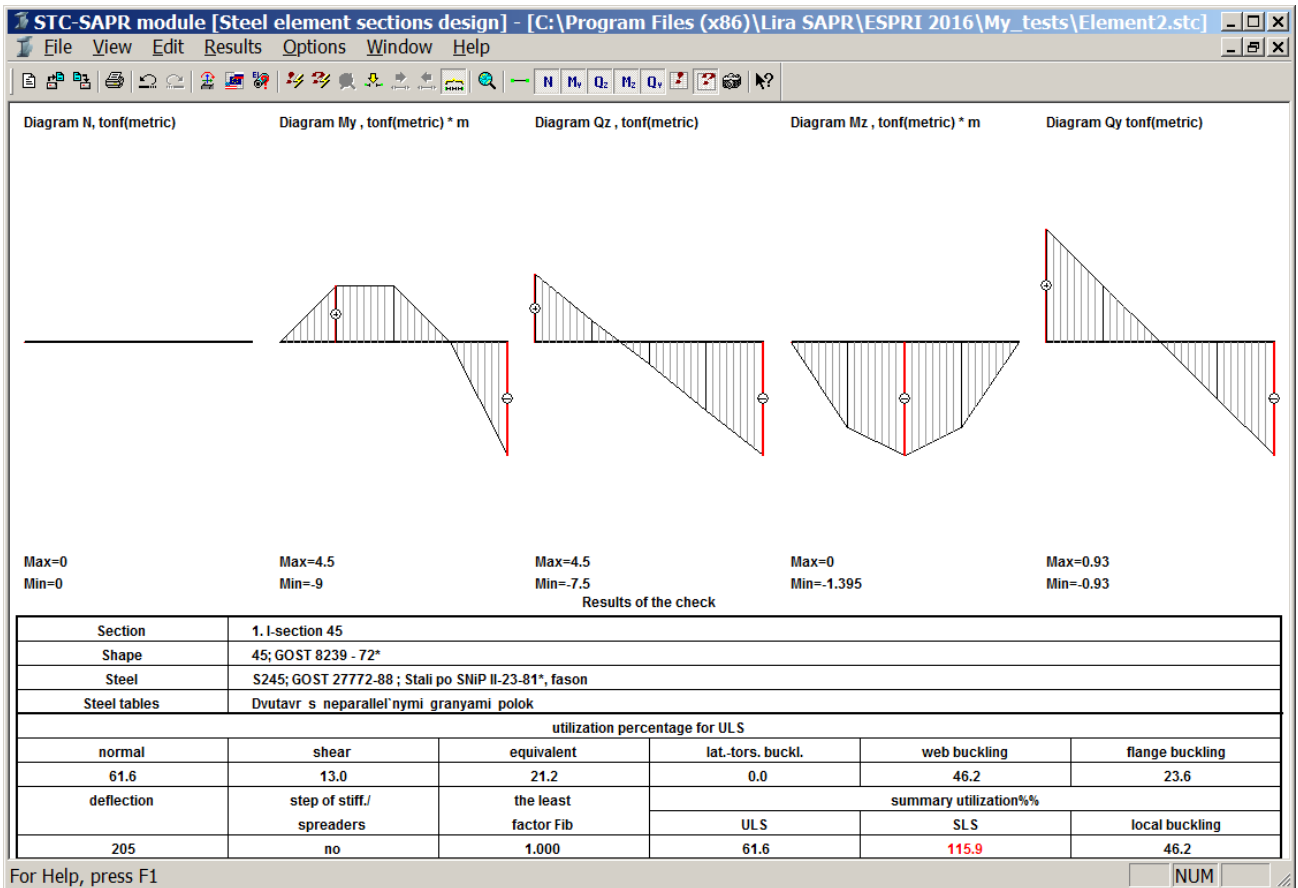 STC-SAPR module [Steel element sections design] - [C:\Program Files (x86)\Lira SAPR\ESPRI 2016\My_tests\Element2.stc]
File View Edit Results Options Window Help
N My Qz Mz Qy
Diagram N, tonf(metric) Diagram My , tonf(metric) * m Diagram Qz , tonf(metric) Diagram Mz , tonf(metric) * m Diagram Qy tonf(metric)
Max=0 Max=4.5 Max=4.5 Max=0 Max=0.93
Min=0 Min=-9 Min=-7.5 Min=-1.395 Min=-0.93
Results of the check
Section 1. I-section 45
Shape 45; GOST 8239 - 72*
Steel S245; GOST 27772-88 ; Stali po SNiP II-23-81*, fason
Steel tables Dvutavr s neparallel`nymi granyami polok
utilization percentage for ULS
normal shear equivalent lat.-tors. buckl. web buckling flange buckling
61.6 13.0 21.2 0.0 46.2 23.6
deflection step of stiff./ the least summary utilization%%
spreaders factor Fib ULS SLS local buckling
205 no 1.000 61.6 115.9 46.2
For Help, press F1 NUM